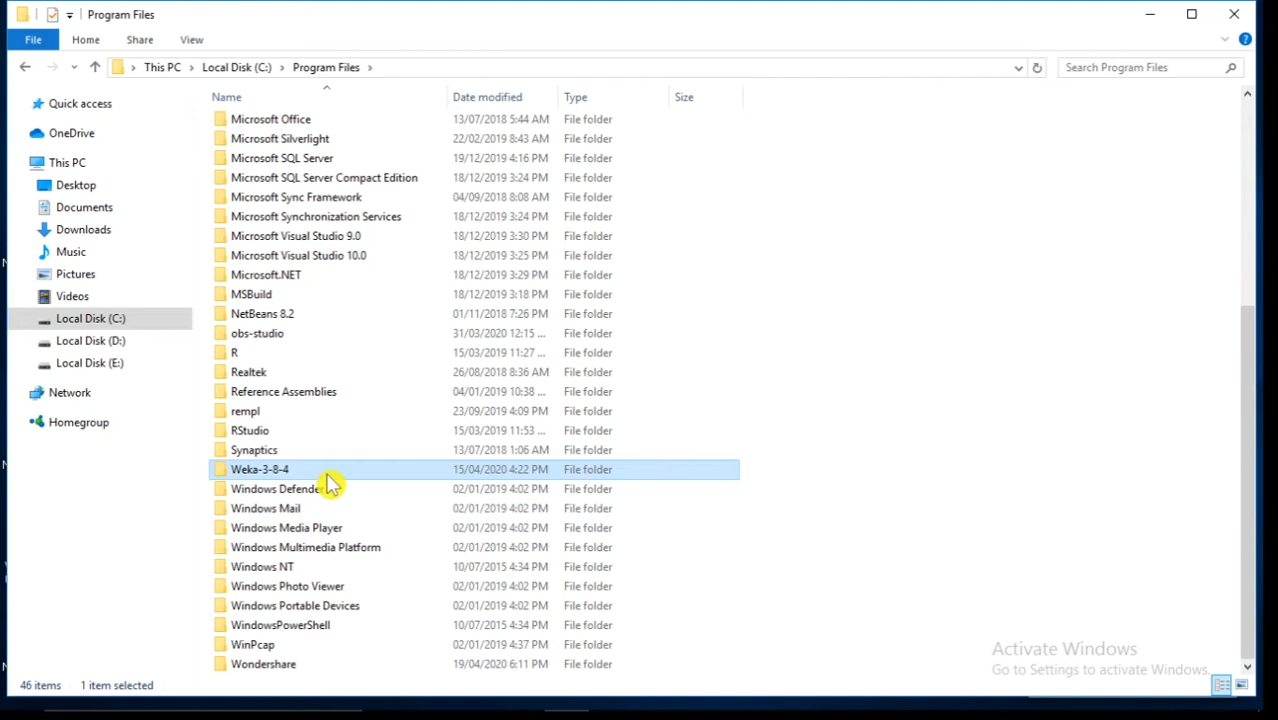 Program Files
File Home Share View
This PC Local Disk (C:) Program Files Search Program Files
Name Date modified Type Size
Quick access
OneDrive
This PC
Desktop
Documents
Downloads
Music
Pictures
Videos
Local Disk (C:)
Local Disk (D:)
Local Disk (E:)
Network
Homegroup
Microsoft Office 13/07/2018 5:44 AM File folder
Microsoft Silverlight 22/02/2019 8:43 AM File folder
Microsoft SQL Server 19/12/2019 4:16 PM File folder
Microsoft SQL Server Compact Edition 18/12/2019 3:24 PM File folder
Microsoft Sync Framework 04/09/2018 8:08 AM File folder
Microsoft Synchronization Services 18/12/2019 3:24 PM File folder
Microsoft Visual Studio 9.0 18/12/2019 3:30 PM File folder
Microsoft Visual Studio 10.0 18/12/2019 3:25 PM File folder
Microsoft.NET 18/12/2019 3:29 PM File folder
MSBuild 18/12/2019 3:18 PM File folder
NetBeans 8.2 01/11/2018 7:26 PM File folder
obs-studio 31/03/2020 12:15 ... File folder
R 15/03/2019 11:27 ... File folder
Realtek 26/08/2018 8:36 AM File folder
Reference Assemblies 04/01/2019 10:38 ... File folder
rempl 23/09/2019 4:09 PM File folder
RStudio 15/03/2019 11:53 ... File folder
Synaptics 13/07/2018 1:06 AM File folder
Weka-3-8-4 15/04/2020 4:22 PM File folder
Windows Defender 02/01/2019 4:02 PM File folder
Windows Mail 02/01/2019 4:02 PM File folder
Windows Media Player 02/01/2019 4:02 PM File folder
Windows Multimedia Platform 02/01/2019 4:02 PM File folder
Windows NT 10/07/2015 4:34 PM File folder
Windows Photo Viewer 02/01/2019 4:02 PM File folder
Windows Portable Devices 02/01/2019 4:02 PM File folder
WindowsPowerShell 10/07/2015 4:34 PM File folder
WinPcap 02/01/2019 4:37 PM File folder
Wondershare 19/04/2020 6:11 PM File folder
Activate Windows
Go to Settings to activate Windows.
46 items 1 item selected